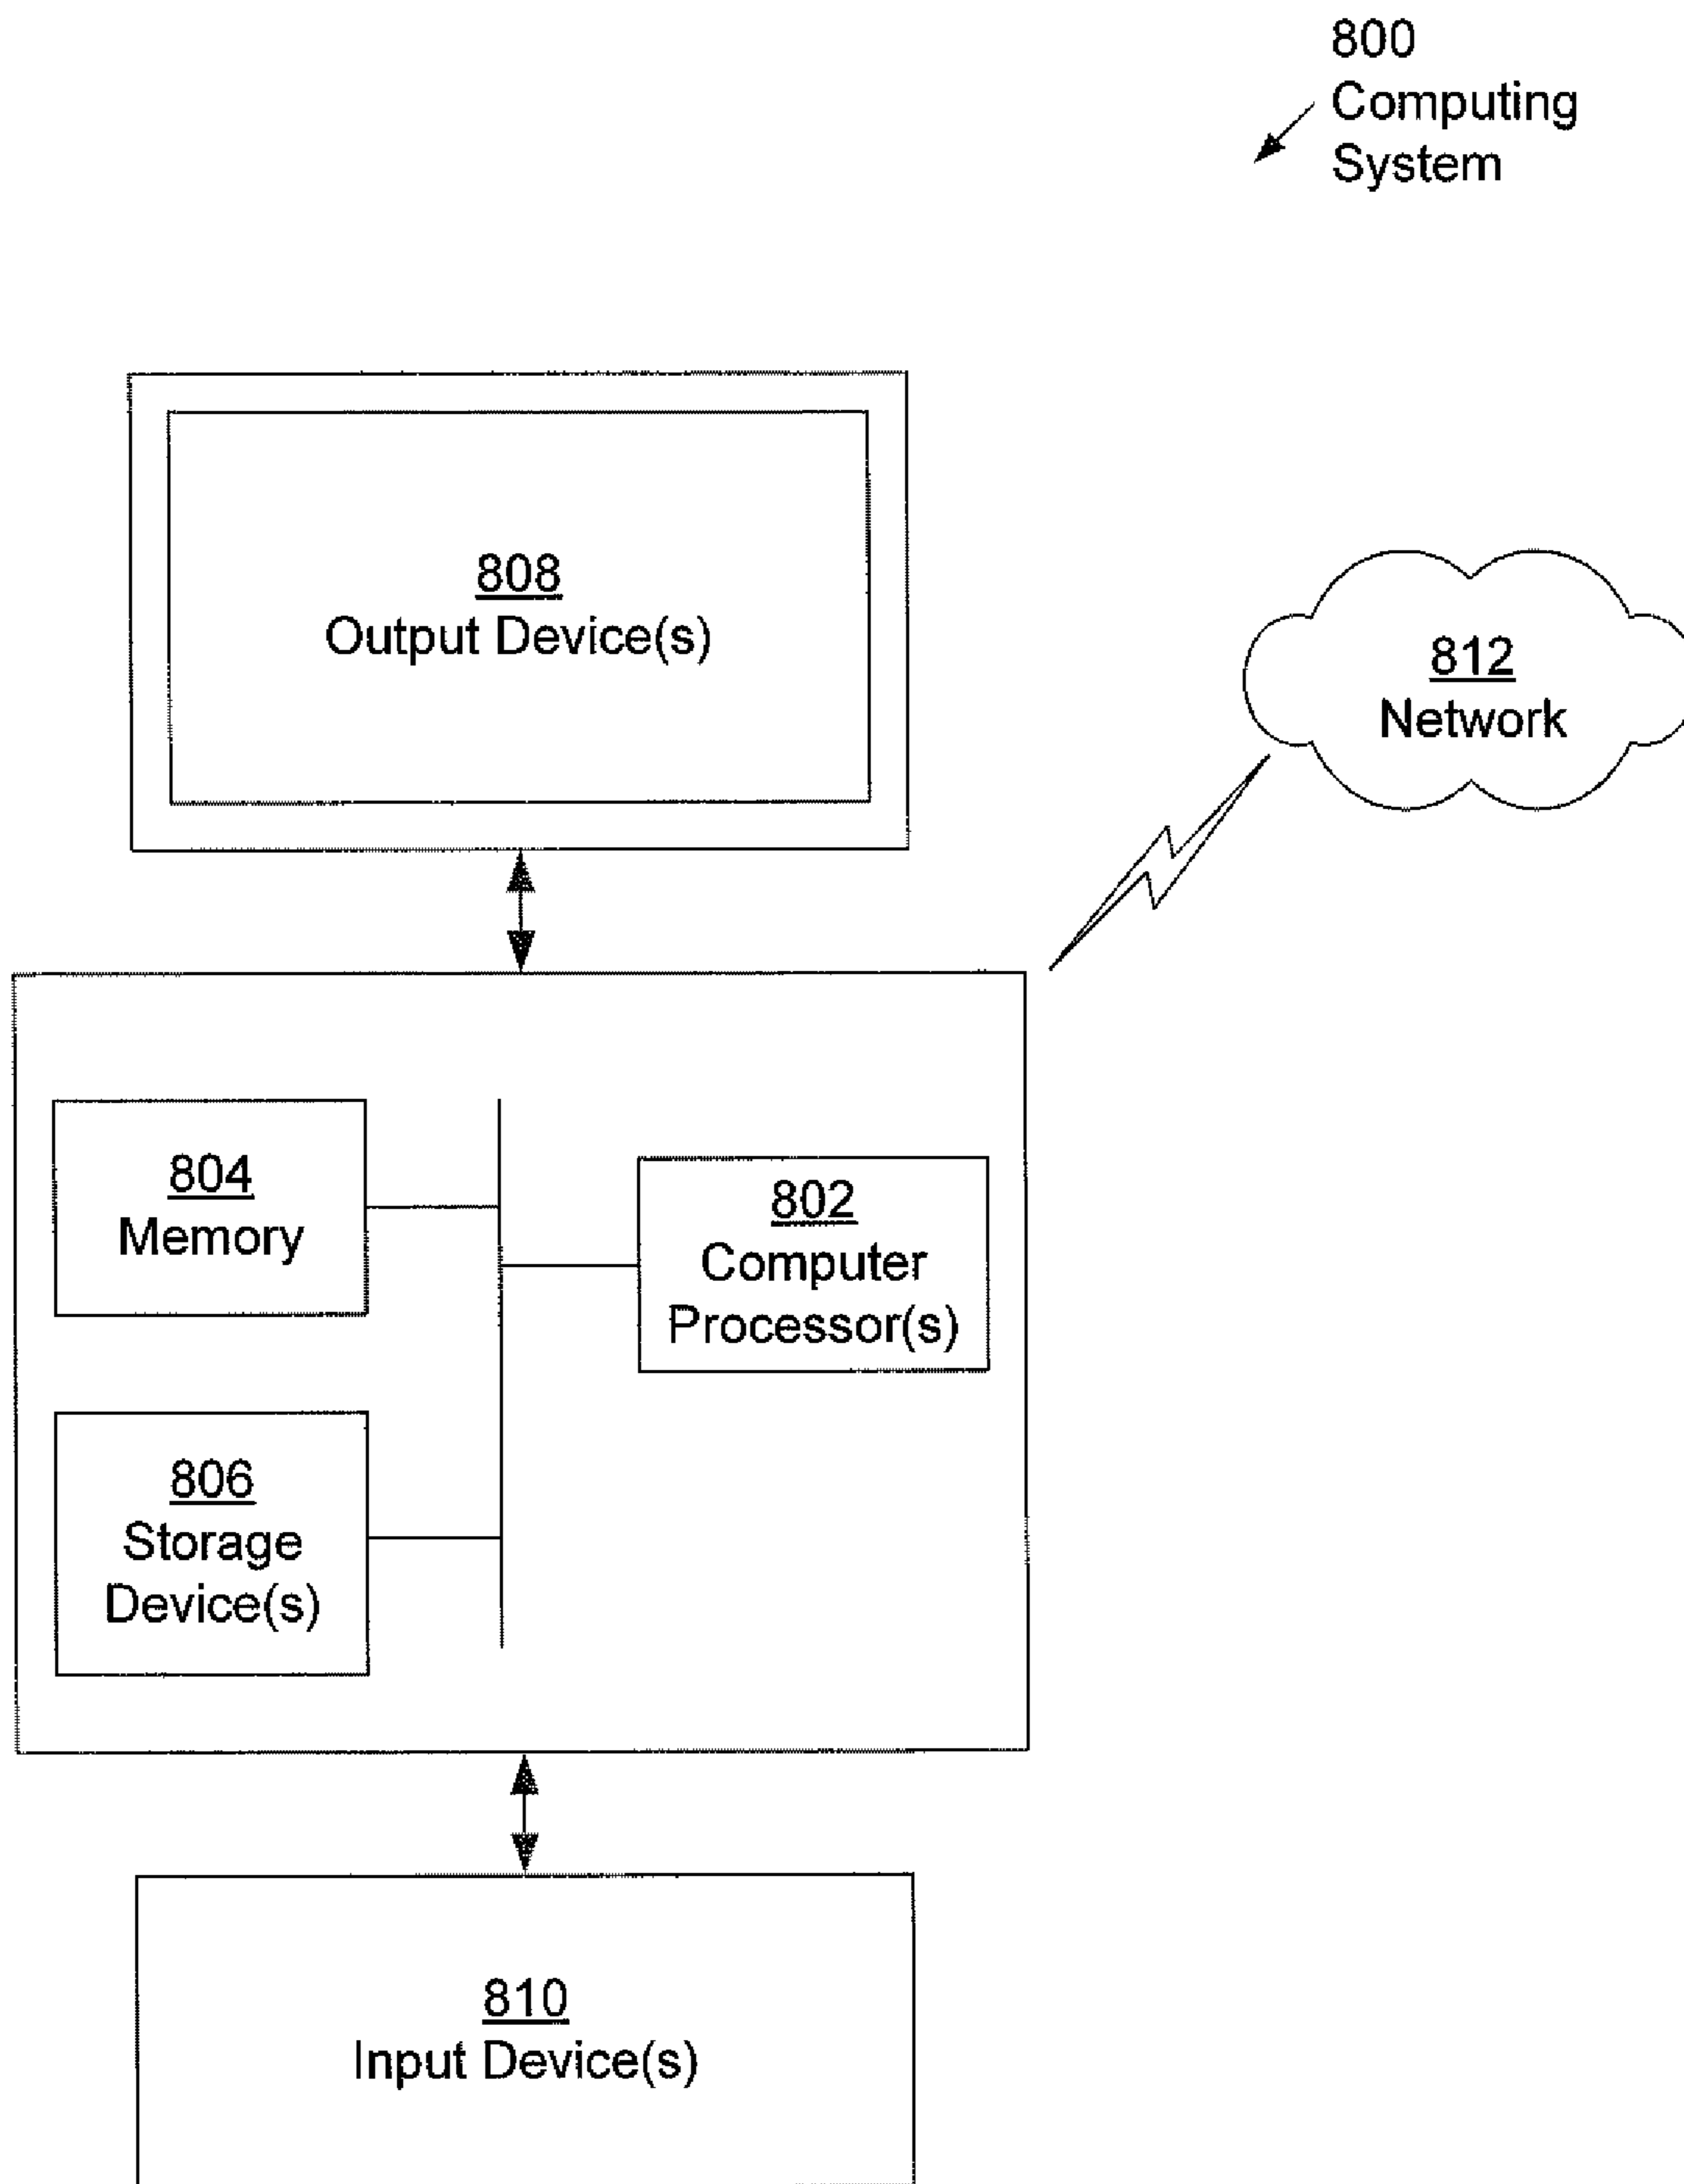 800
Computing
System
808
Output Device(s)
812
Network
804
Memory
802
Computer
Processor(s)
806
Storage
Device(s)
810
Input Device(s)